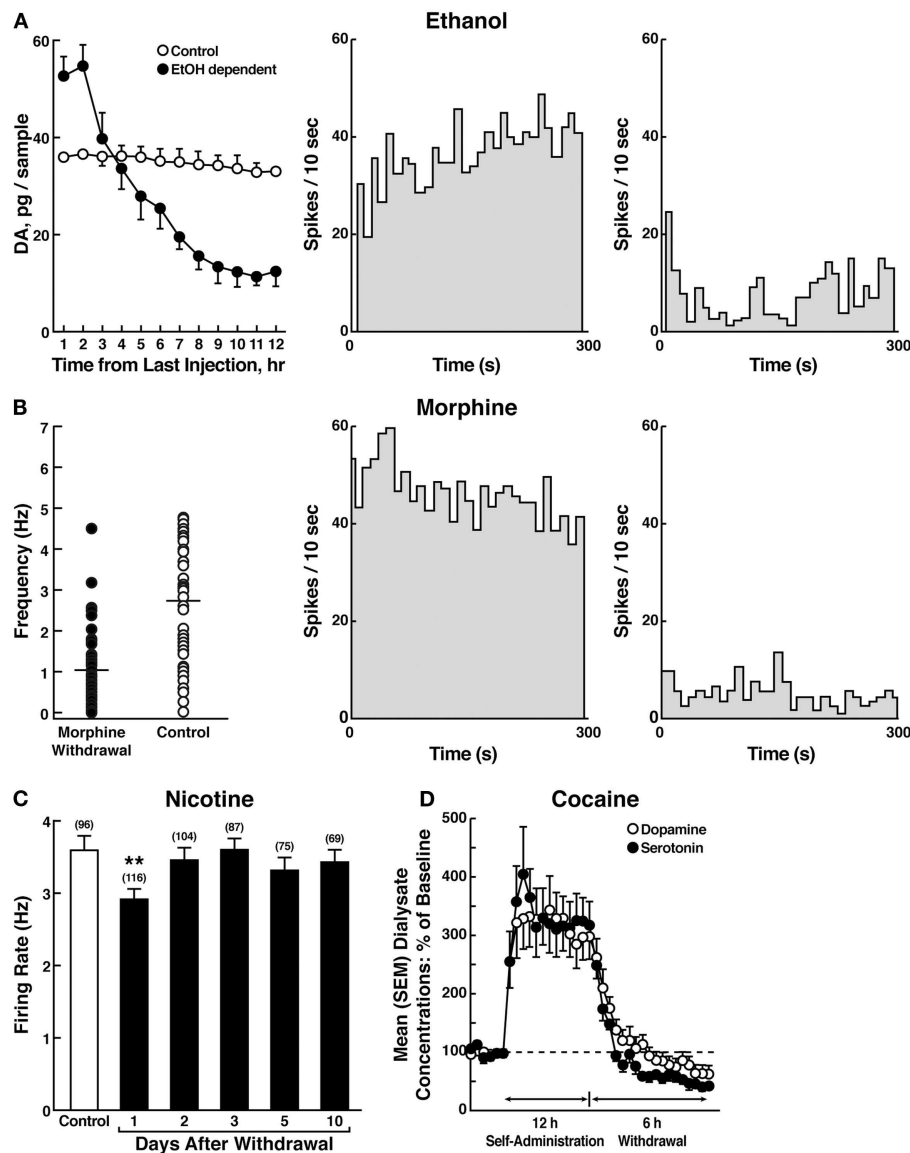 A
Ethanol
60
40
20
0
DA, pg / sample
Control
EtOH dependent
1 2 3 4 5 6 7 8 9 10 11 12
Time from Last Injection, hr
60
40
20
0
Spikes / 10 sec
0 300
Time (s)
60
40
20
0
Spikes / 10 sec
0 300
Time (s)
B
Morphine
7
6
5
4
3
2
1
0
Frequency (Hz)
Morphine Control
Withdrawal
60
40
20
0
Spikes / 10 sec
0 300
Time (s)
60
40
20
0
Spikes / 10 sec
0 300
Time (s)
C
Nicotine
4
3
2
1
0
Firing Rate (Hz)
(96)
**
(116)
(104)
(87)
(75)
(69)
Control 1 2 3 5 10
Days After Withdrawal
D
Cocaine
500
400
300
200
100
0
Mean (SEM) Dialysate
Concentrations: % of Baseline
Dopamine
Serotonin
12 h 6 h
Self-Administration Withdrawal